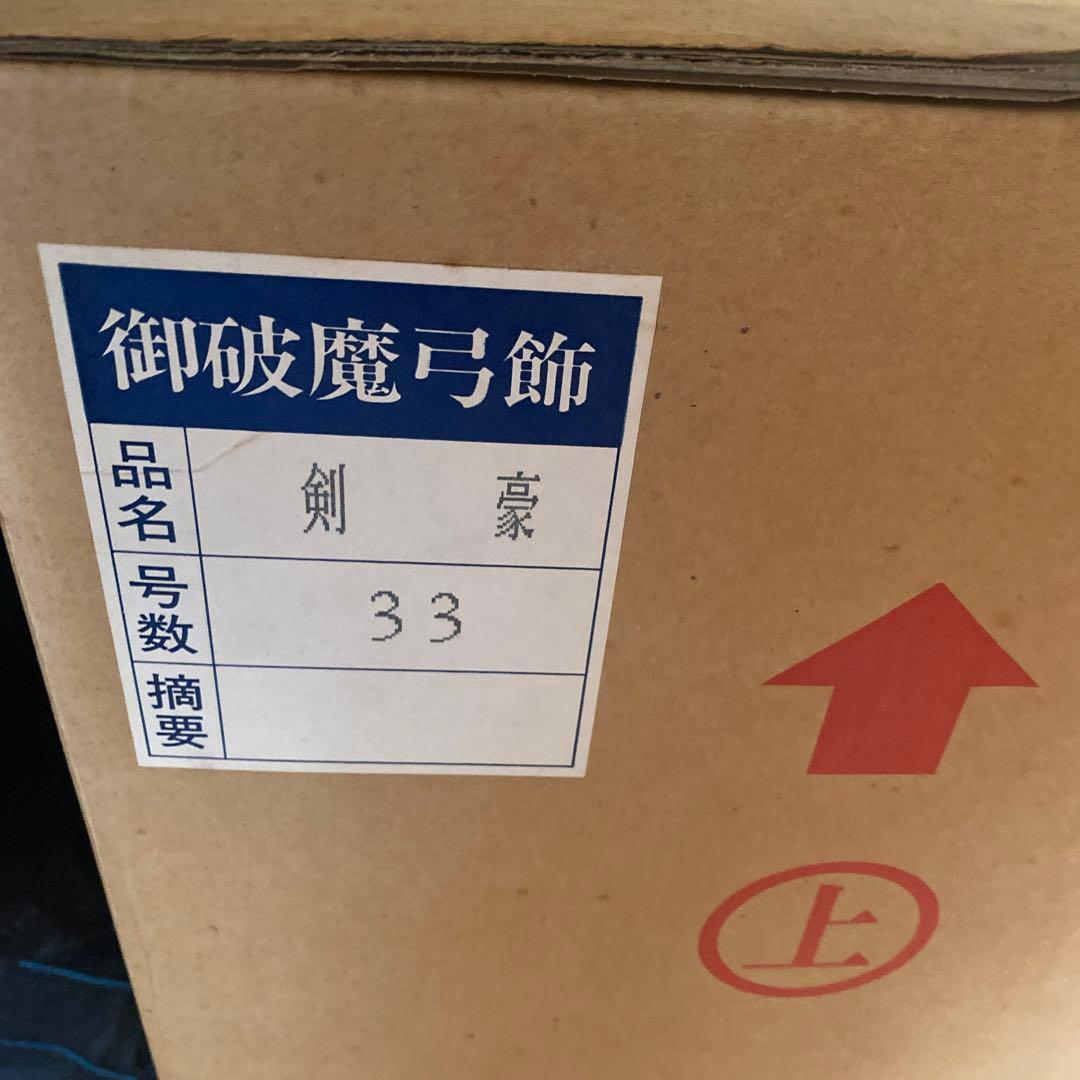 御破魔弓飾
品名 剣豪
号数 33
摘要
上